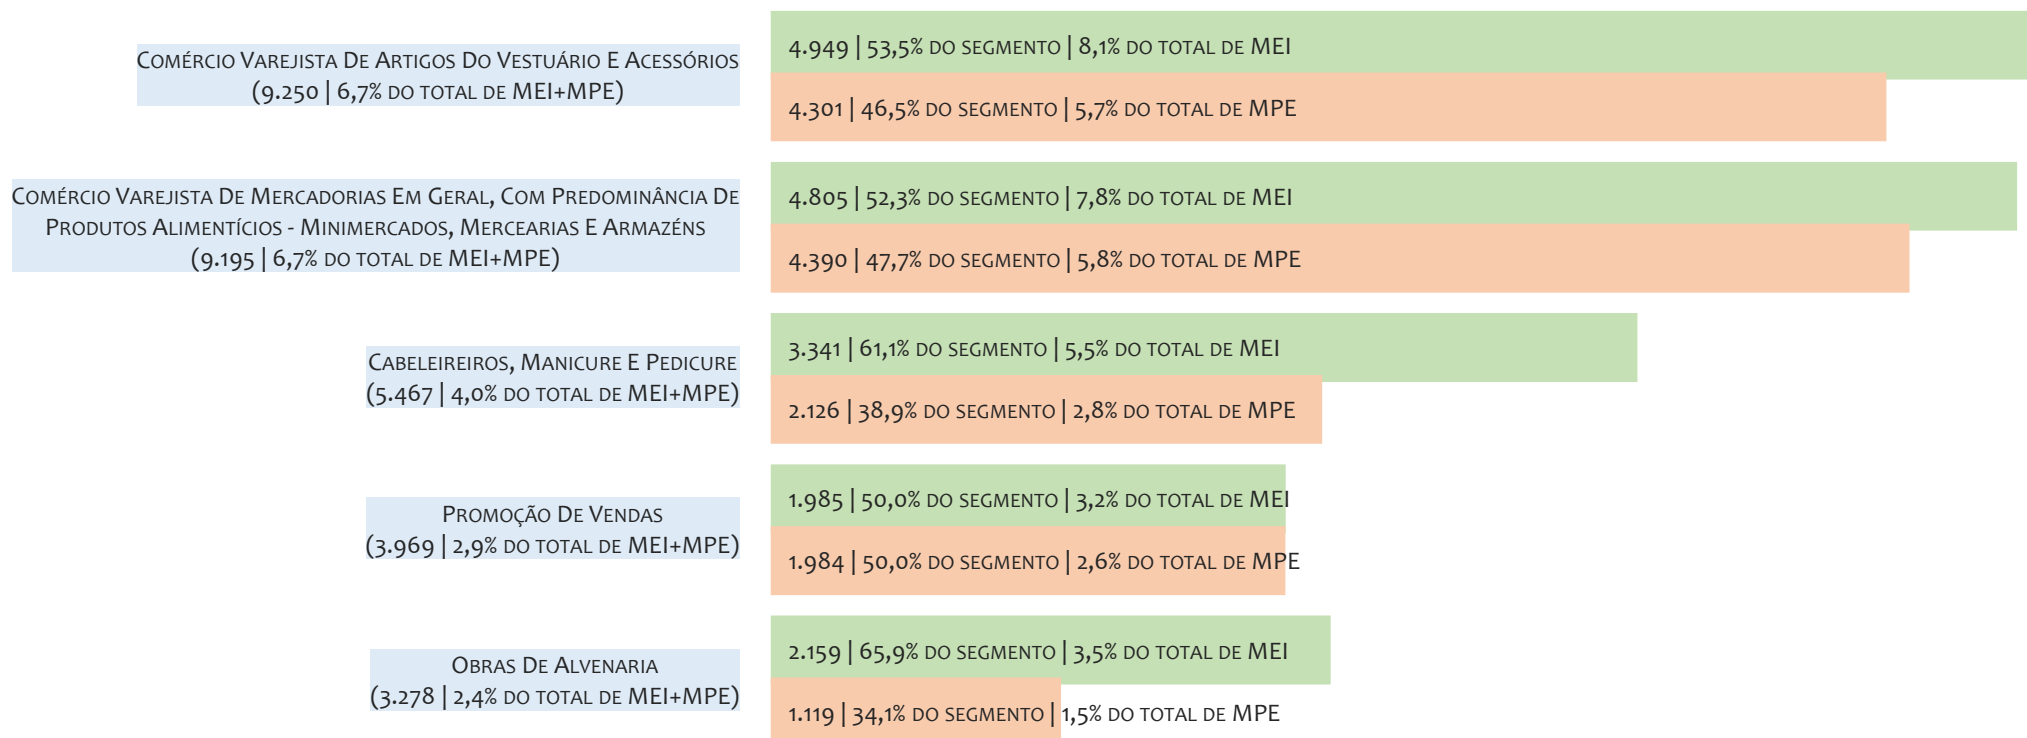 Comércio Varejista De Artigos Do Vestuário E Acessórios
(9.250 | 6,7% do total de MEI+MPE)
4.949 | 53,5% do segmento | 8,1% do total de MEI
4.301 | 46,5% do segmento | 5,7% do total de MPE
Comércio Varejista De Mercadorias Em Geral, Com Predominância De
Produtos Alimentícios - Minimercados, Mercearias E Armazéns
(9.195 | 6,7% do total de MEI+MPE)
4.805 | 52,3% do segmento | 7,8% do total de MEI
4.390 | 47,7% do segmento | 5,8% do total de MPE
Cabeleireiros, Manicure E Pedicure
(5.467 | 4,0% do total de MEI+MPE)
3.341 | 61,1% do segmento | 5,5% do total de MEI
2.126 | 38,9% do segmento | 2,8% do total de MPE
Promoção De Vendas
(3.969 | 2,9% do total de MEI+MPE)
1.985 | 50,0% do segmento | 3,2% do total de MEI
1.984 | 50,0% do segmento | 2,6% do total de MPE
Obras De Alvenaria
(3.278 | 2,4% do total de MEI+MPE)
2.159 | 65,9% do segmento | 3,5% do total de MEI
1.119 | 34,1% do segmento | 1,5% do total de MPE